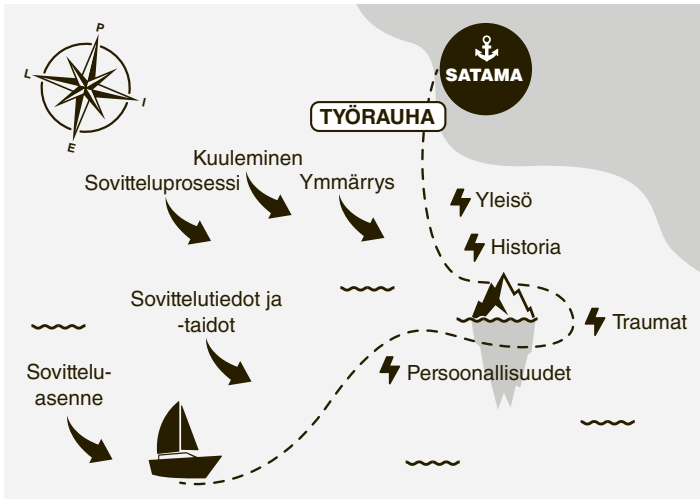 P
L
I
E
SATAMA
TYÖRAUHA
Kuuleminen
Sovitteluprosessi
Ymmärrys
Yleisö
Historia
Sovittelutiedot ja
-taidot
Traumat
Sovittelu-
asenne
Persoonallisuudet